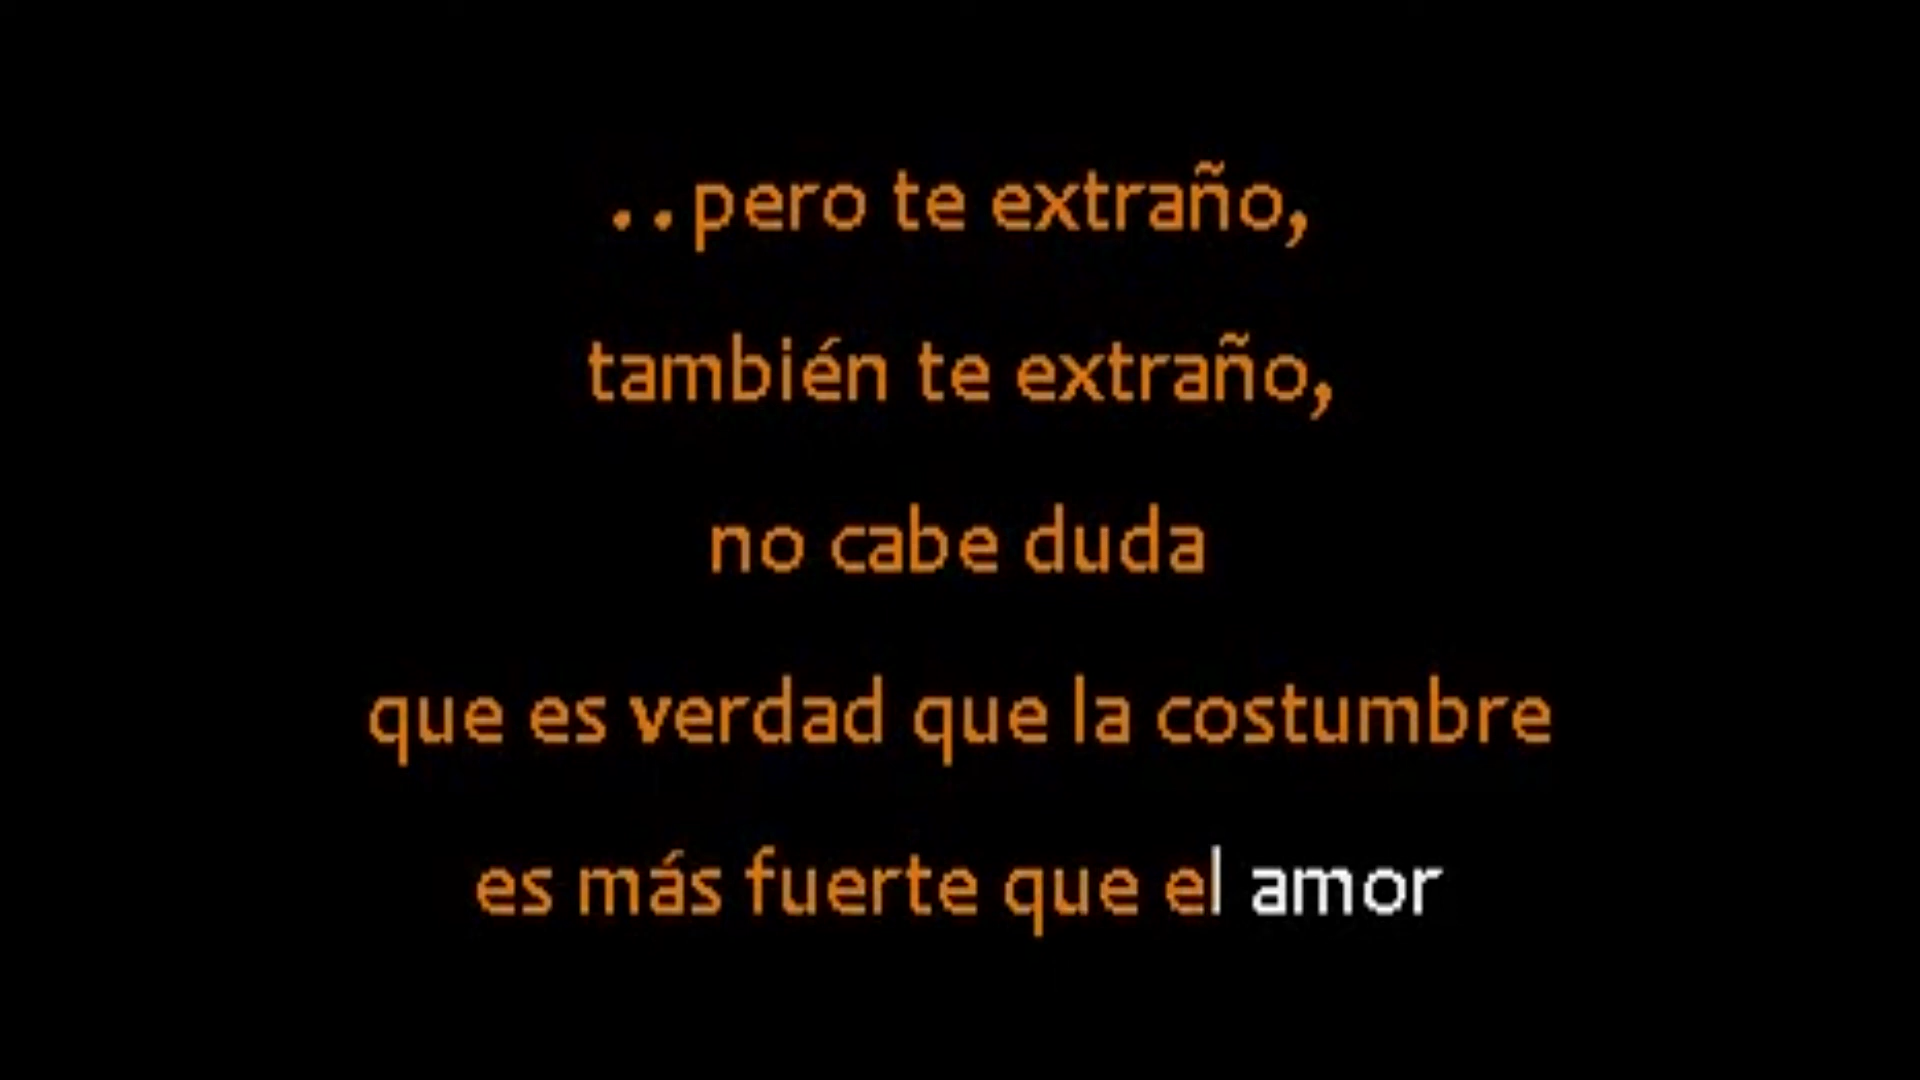 ..pero te extraño,
también te extraño,
no cabe duda
que es verdad que la costumbre
es más fuerte que el amor